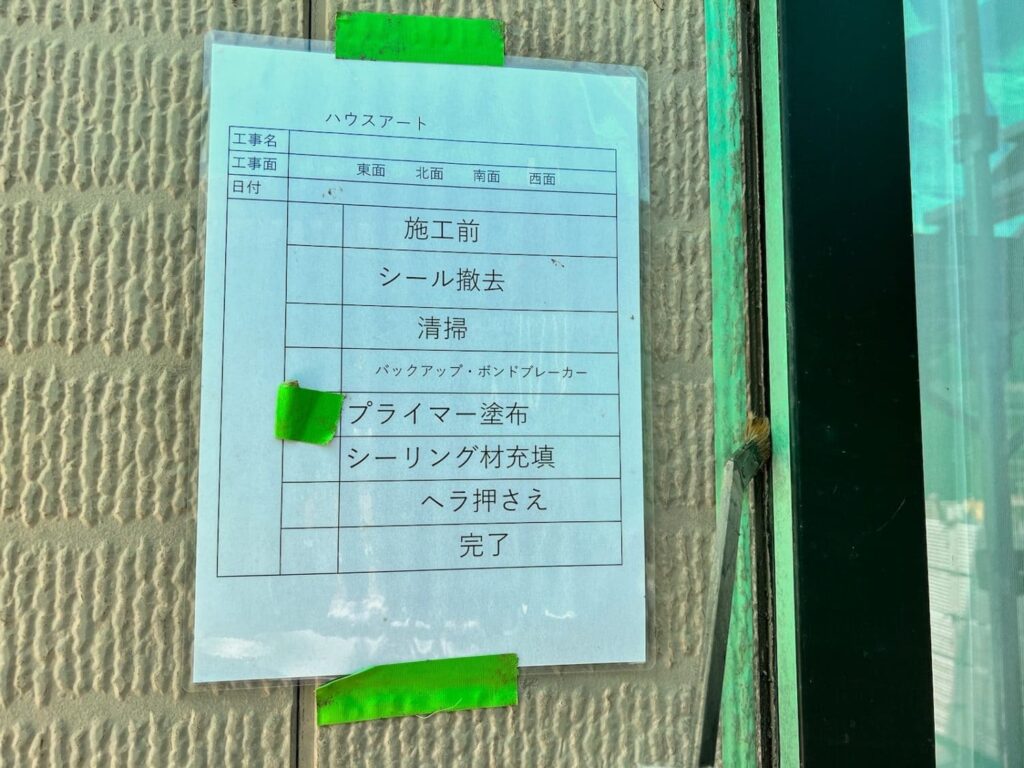 ハウスアート
工事名
工事面 東面 北面 南面 西面
日付
施工前
シール撤去
清掃
バックアップ・ボンドブレーカー
プライマー塗布
シーリング材充填
ヘラ押さえ
完了